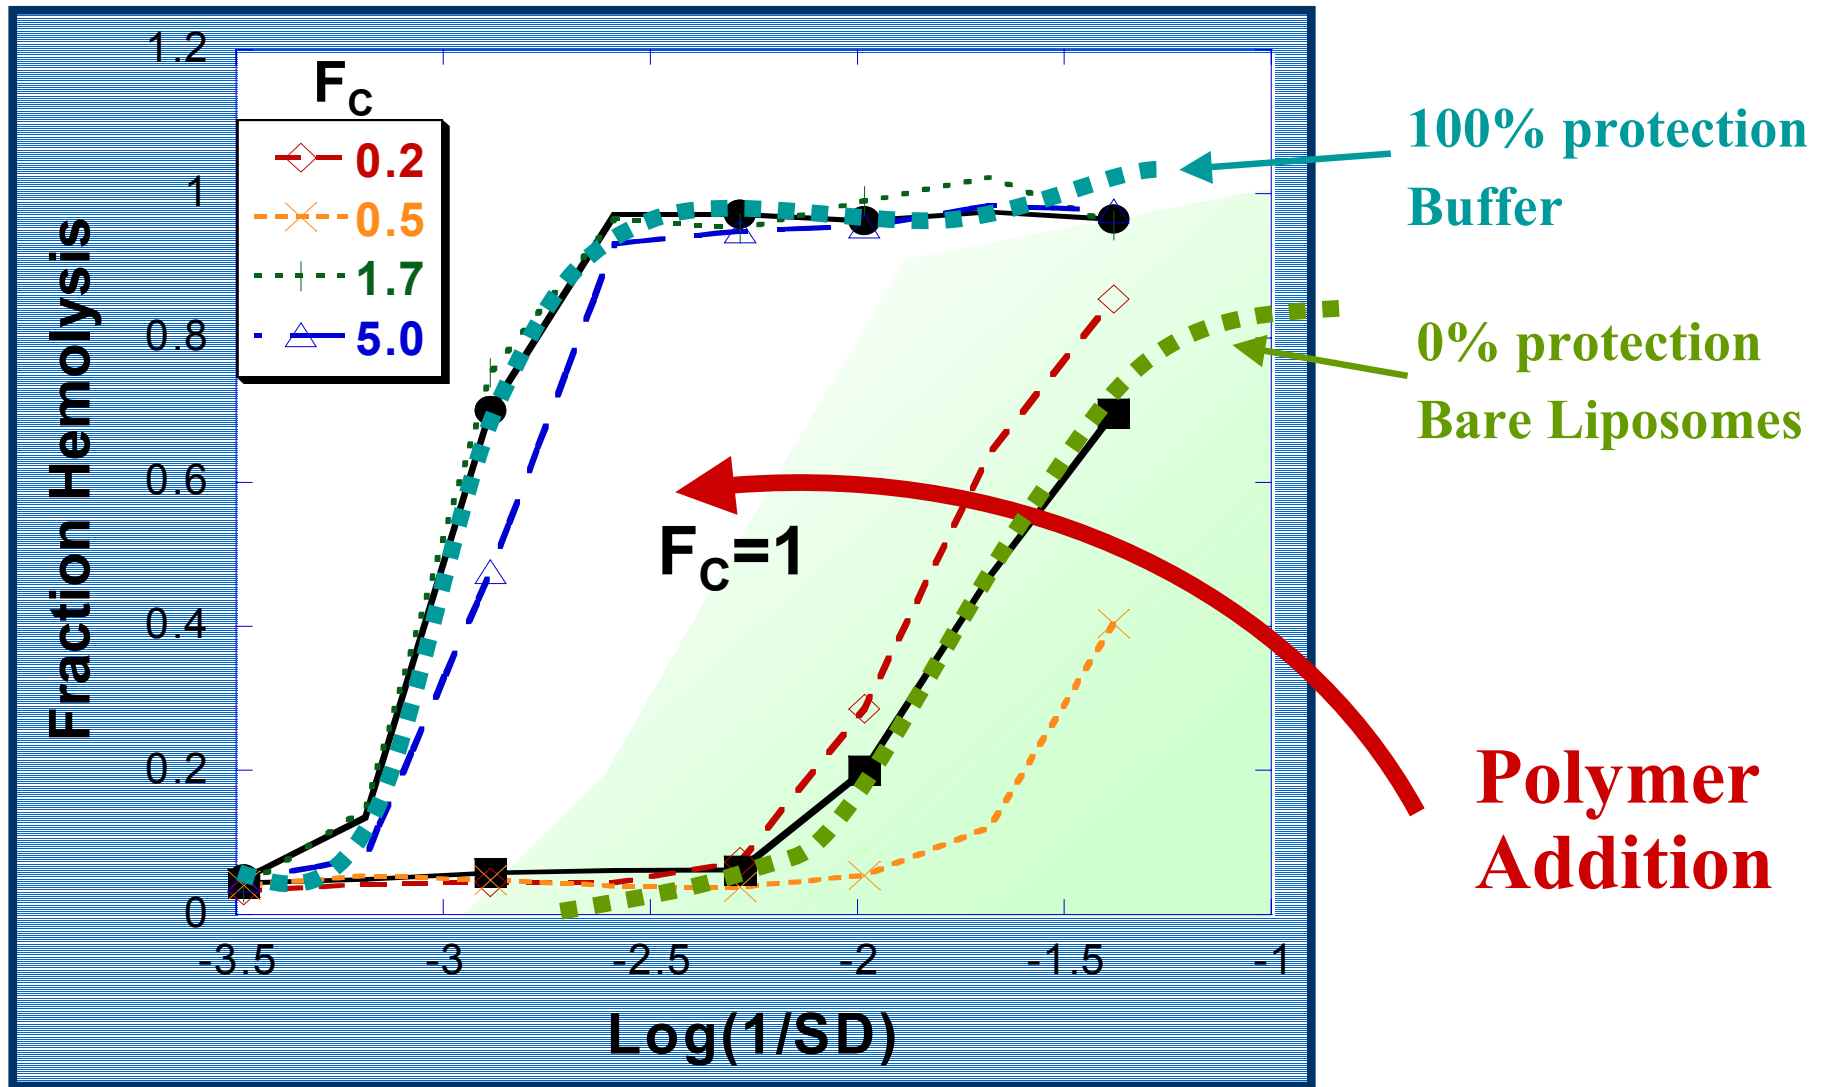 1.2
1
0.8
0.6
0.4
0.2
0
Fraction Hemolysis
F_C
0.2
0.5
1.7
5.0
F_C=1
-3.5
-3
-2.5
-2
-1.5
-1
Log(1/SD)
100% protection
Buffer
0% protection
Bare Liposomes
Polymer
Addition